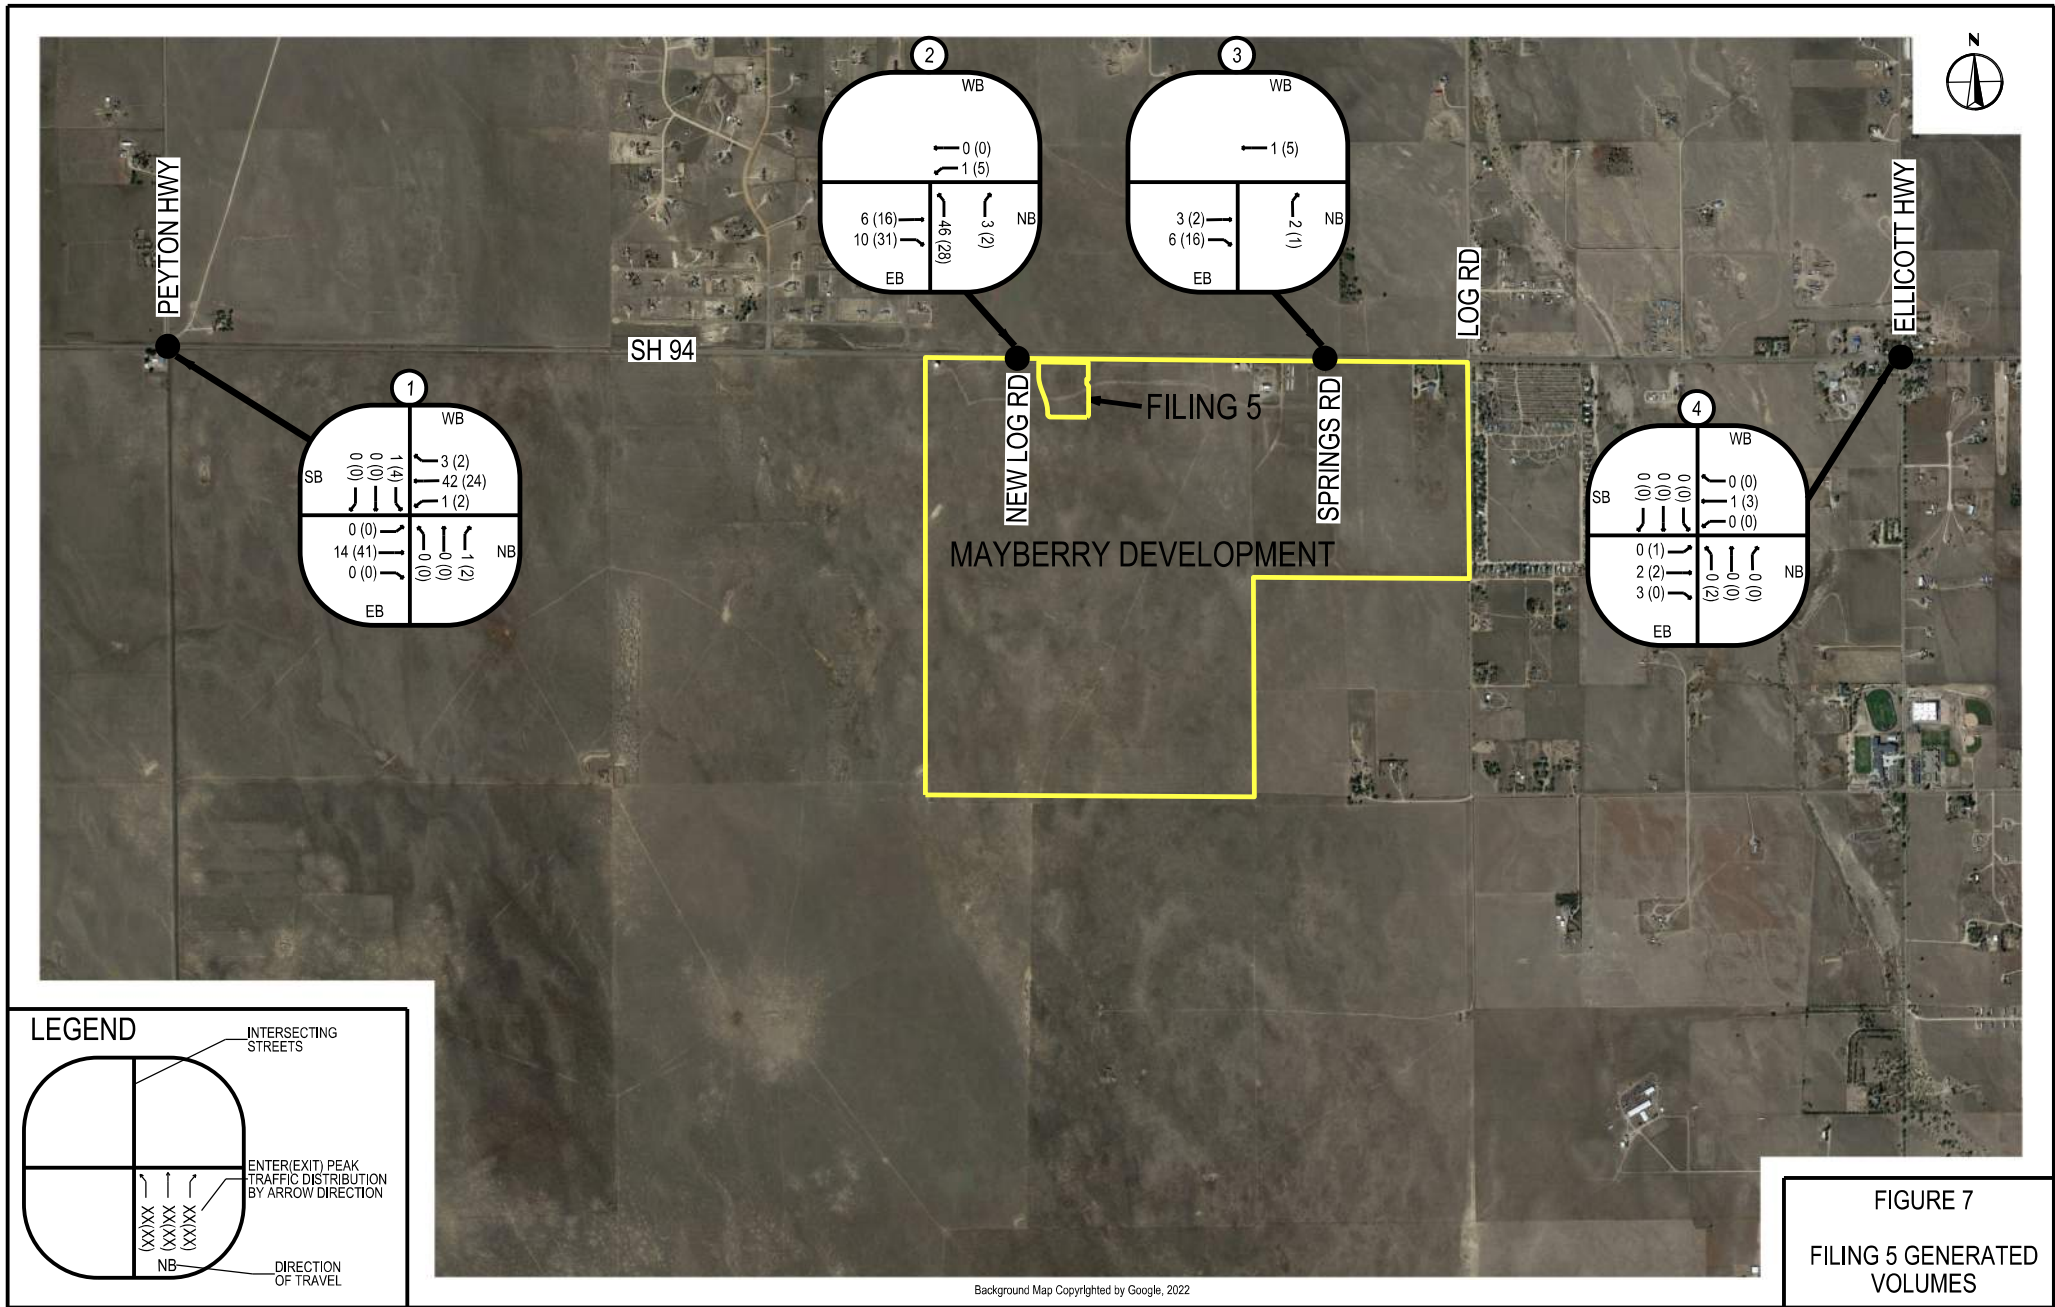 N
2
WB
0 (0)
1 (5)
6 (16)
10 (31)
46 (28)
3 (2)
NB
EB
3
WB
1 (5)
3 (2)
6 (16)
2 (1)
NB
EB
PEYTON HWY
SH 94
LOG RD
ELLICOTT HWY
NEW LOG RD
FILING 5
SPRINGS RD
MAYBERRY DEVELOPMENT
1
WB
SB
0 (0)
0 (0)
1 (4)
3 (2)
42 (24)
1 (2)
0 (0)
14 (41)
0 (0)
0 (0)
0 (0)
1 (2)
NB
EB
4
WB
SB
0 (0)
0 (0)
0 (0)
0 (0)
1 (3)
0 (0)
0 (1)
2 (2)
3 (0)
0 (2)
0 (0)
0 (0)
NB
EB
LEGEND
INTERSECTING
STREETS
ENTER(EXIT) PEAK
TRAFFIC DISTRIBUTION
BY ARROW DIRECTION
XX(XX)
XX(XX)
XX(XX)
NB
DIRECTION
OF TRAVEL
Background Map Copyrighted by Google, 2022
FIGURE 7
FILING 5 GENERATED
VOLUMES